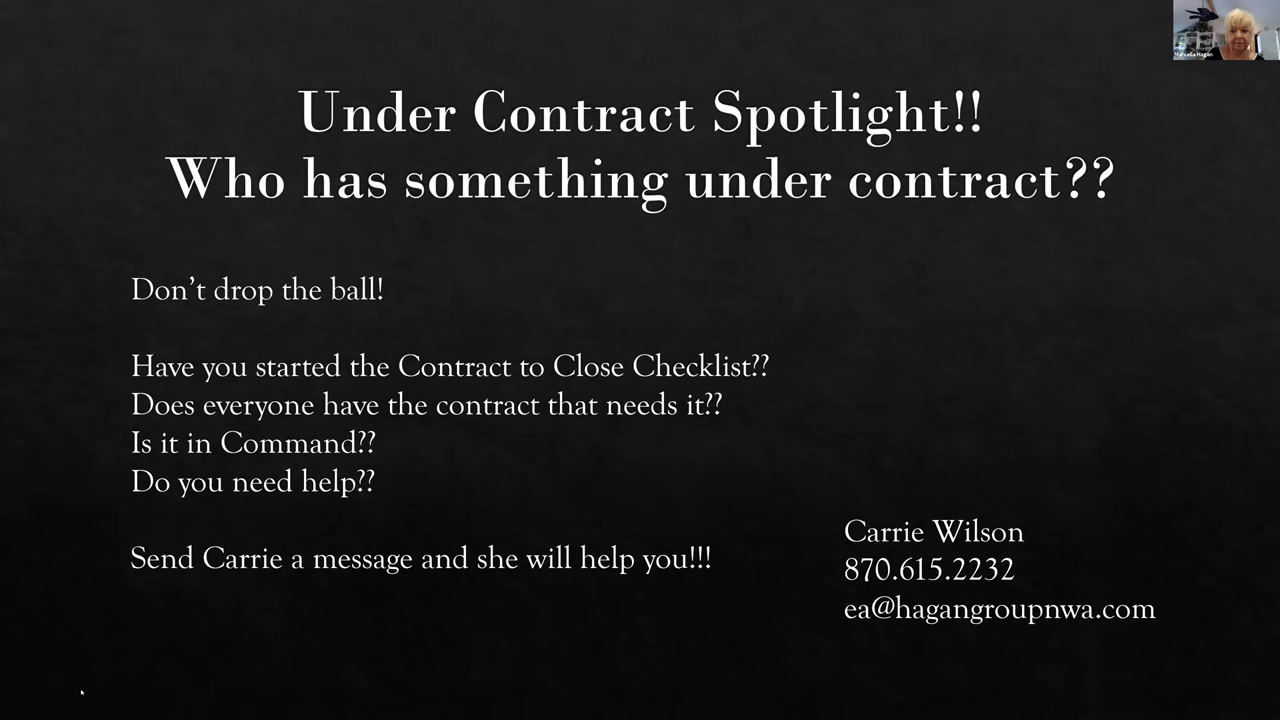 Under Contract Spotlight!!
Who has something under contract??
Don't drop the ball!
Have you started the Contract to Close Checklist??
Does everyone have the contract that needs it??
Is it in Command??
Do you need help??
Send Carrie a message and she will help you!!!
Carrie Wilson
870.615.2232
ea@hagangroupnwa.com
Marcella Hagan